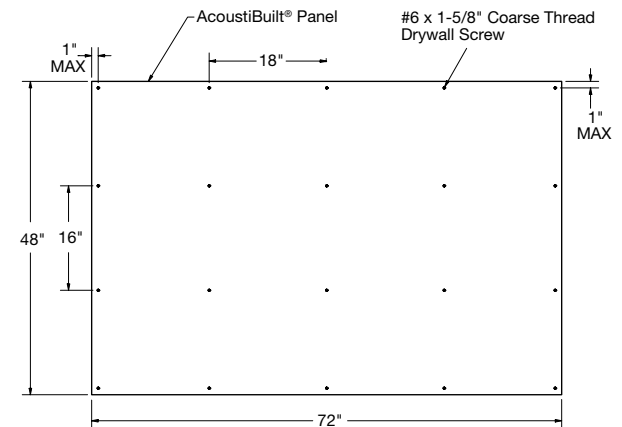 AcoustiBuilt® Panel
#6 x 1-5/8" Coarse Thread
Drywall Screw
1"
MAX
18"
1"
MAX
48"
16"
72"